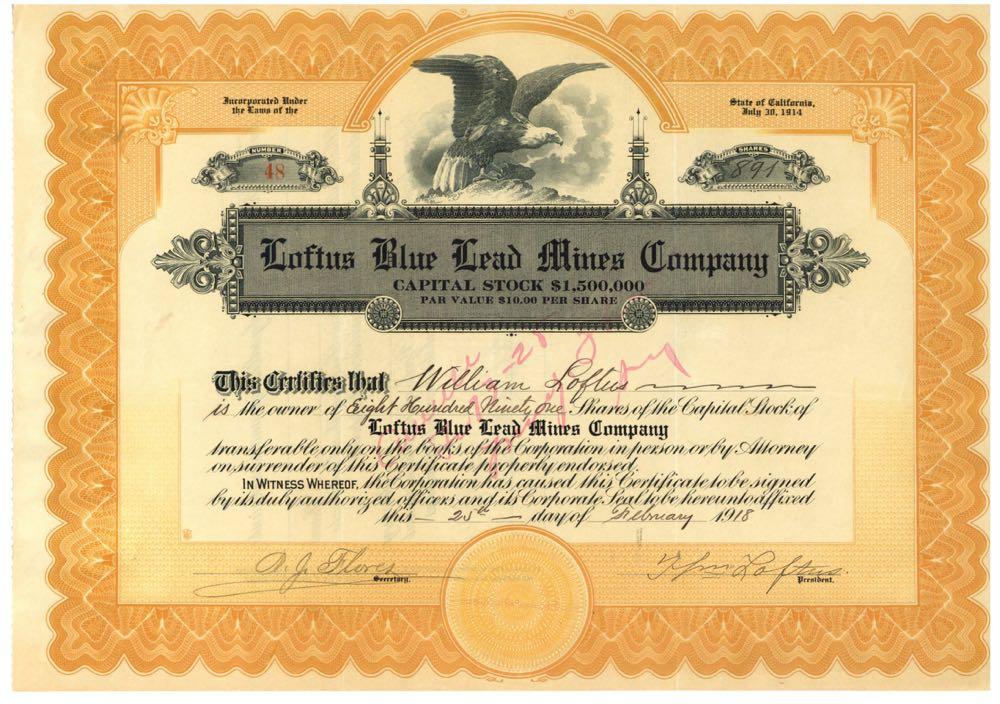 Incorporated Under
the Laws of the
State of California,
July 30, 1914
NUMBER
48
SHARES
891
Loftus Blue Lead Mines Company
CAPITAL STOCK $1,500,000
PAR VALUE $10.00 PER SHARE
This Certifies that William Loftus
is the owner of Eight Hundred Ninety one Shares of the Capital Stock of
Loftus Blue Lead Mines Company
transferable only on the books of the Corporation in person or by Attorney
on surrender of this Certificate properly endorsed.
IN WITNESS WHEREOF, the Corporation has caused this Certificate to be signed
by its duly authorized officers and its Corporate Seal to be hereunto affixed
this 25th day of February 1918
A. J. Flores
Secretary.
Wm Loftus.
President.